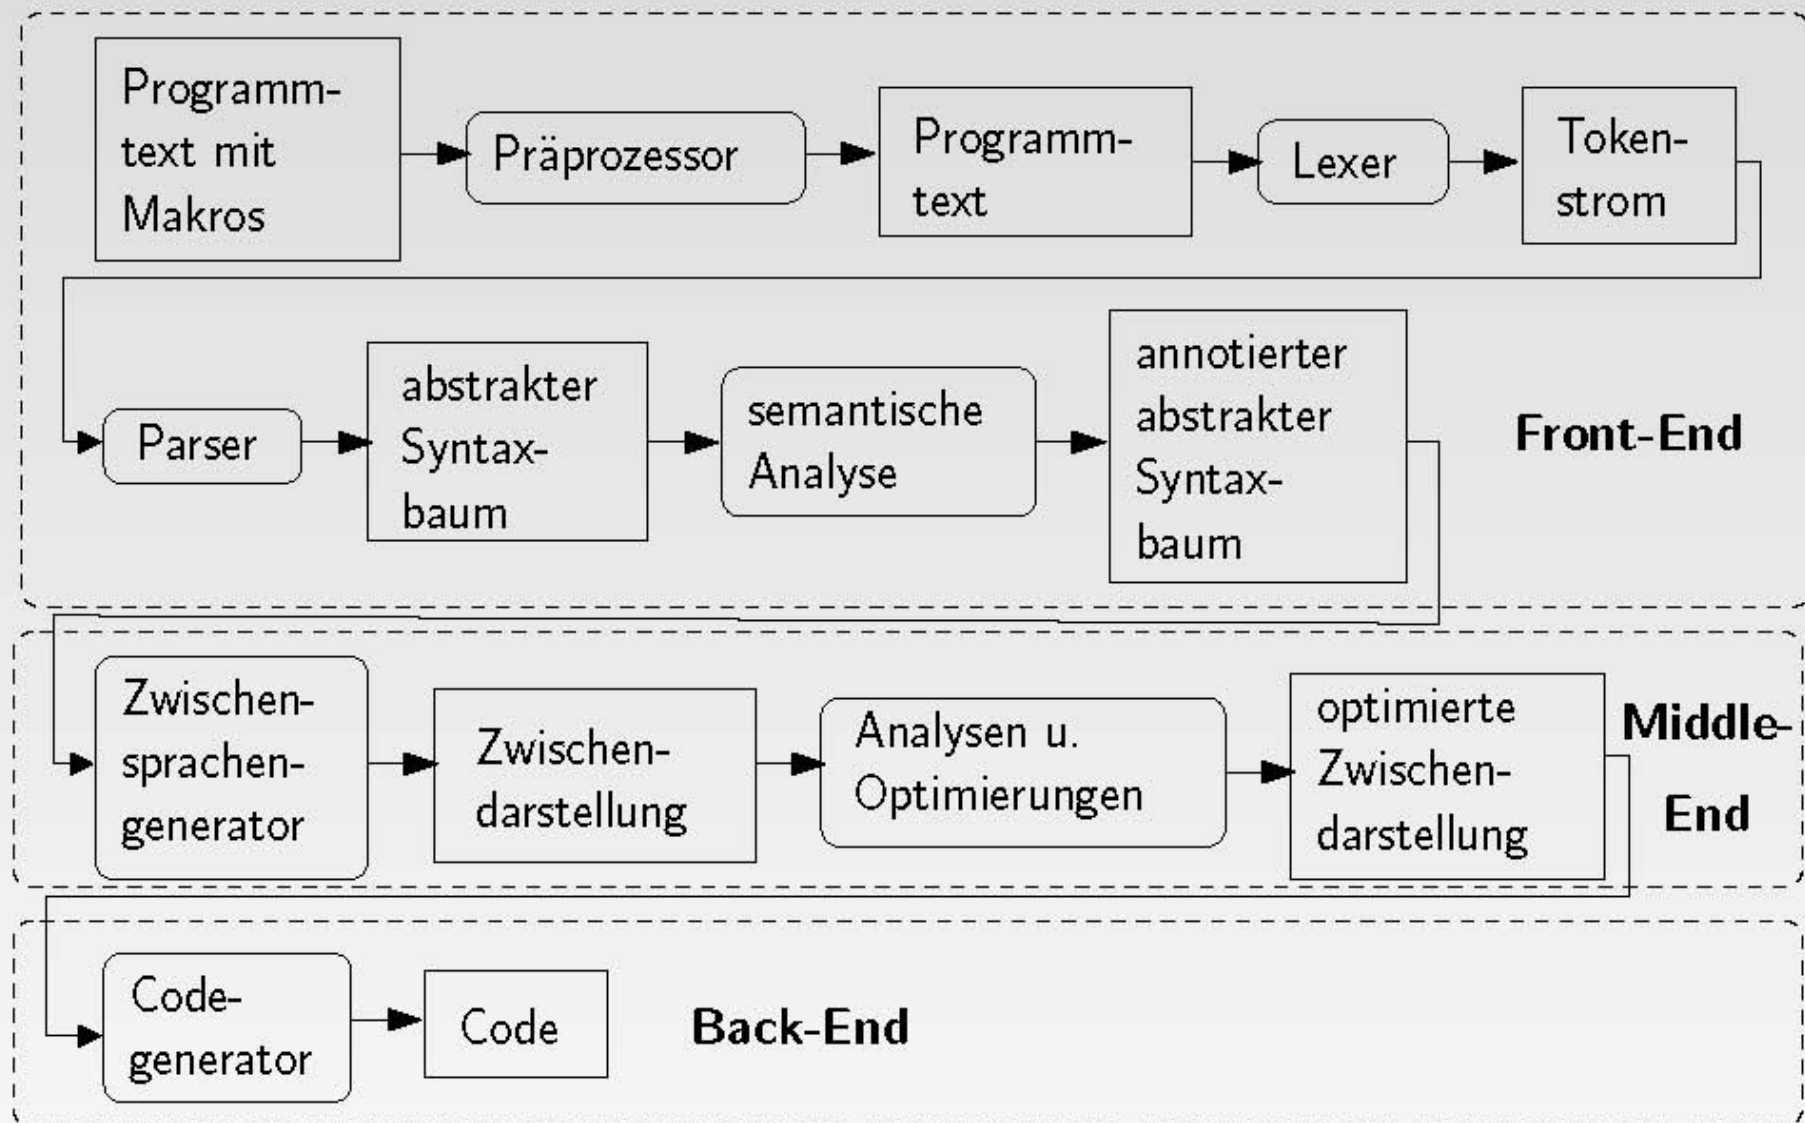 Programm-
text mit
Makros
Präprozessor
Programm-
text
Lexer
Token-
strom
Parser
abstrakter
Syntax-
baum
semantische
Analyse
annotierter
abstrakter
Syntax-
baum
Front-End
Zwischen-
sprachen-
generator
Zwischen-
darstellung
Analysen u.
Optimierungen
optimierte
Zwischen-
darstellung
Middle-
End
Code-
generator
Code
Back-End